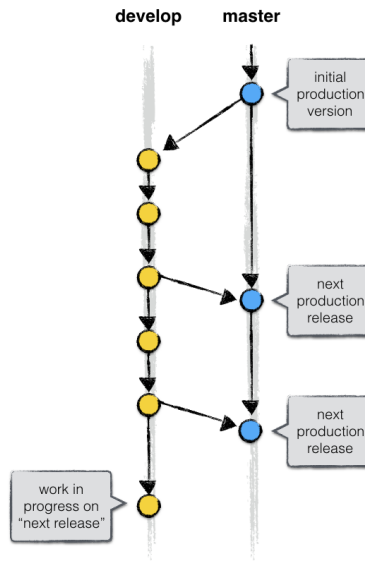 develop
master
initial
production
version
next
production
release
next
production
release
work in
progress on
“next release”